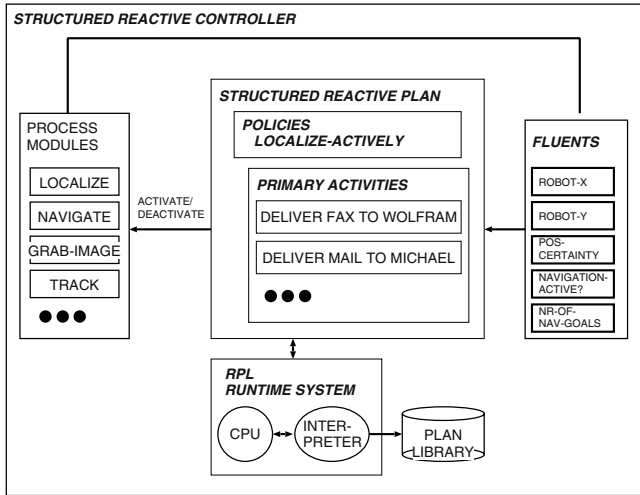 STRUCTURED REACTIVE CONTROLLER
PROCESS
MODULES
LOCALIZE
NAVIGATE
GRAB-IMAGE
TRACK
ACTIVATE/
DEACTIVATE
STRUCTURED REACTIVE PLAN
POLICIES
LOCALIZE-ACTIVELY
PRIMARY ACTIVITIES
DELIVER FAX TO WOLFRAM
DELIVER MAIL TO MICHAEL
FLUENTS
ROBOT-X
ROBOT-Y
POS-
CERTAINTY
NAVIGATION-
ACTIVE?
NR-OF-
NAV-GOALS
RPL
RUNTIME SYSTEM
CPU
INTER-
PRETER
PLAN
LIBRARY